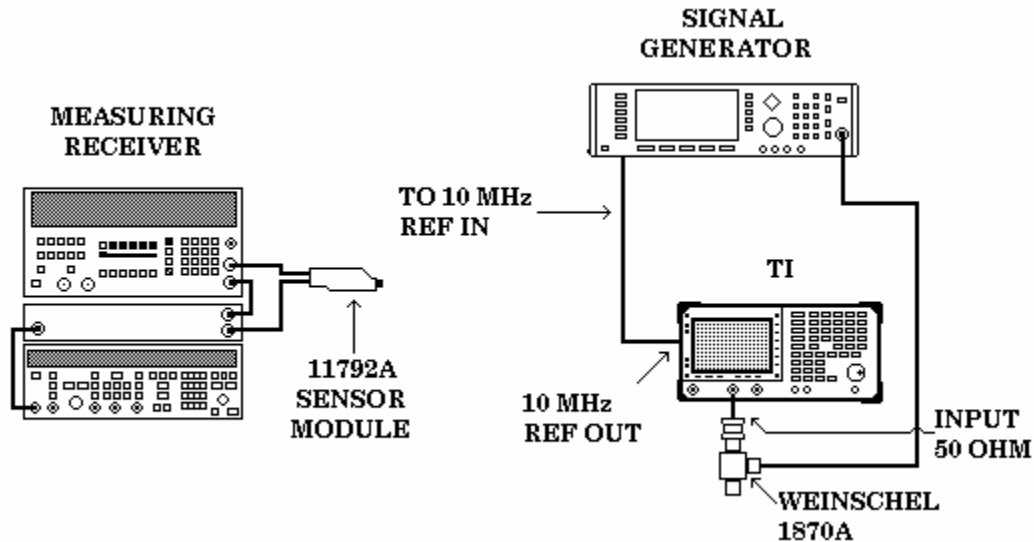 SIGNAL
GENERATOR
MEASURING
RECEIVER
TO 10 MHz
REF IN
TI
11792A
SENSOR
MODULE
10 MHz
REF OUT
INPUT
50 OHM
WEINSCHEL
1870A